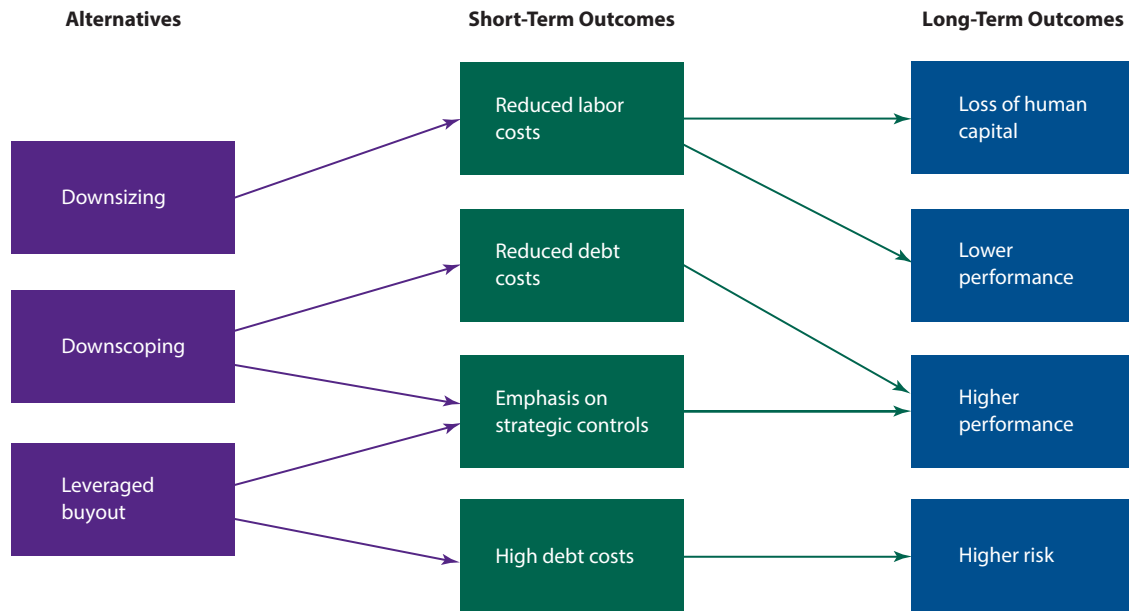 Alternatives
Short-Term Outcomes
Long-Term Outcomes
Downsizing
Downscoping
Leveraged
buyout
Reduced labor
costs
Reduced debt
costs
Emphasis on
strategic controls
High debt costs
Loss of human
capital
Lower
performance
Higher
performance
Higher risk